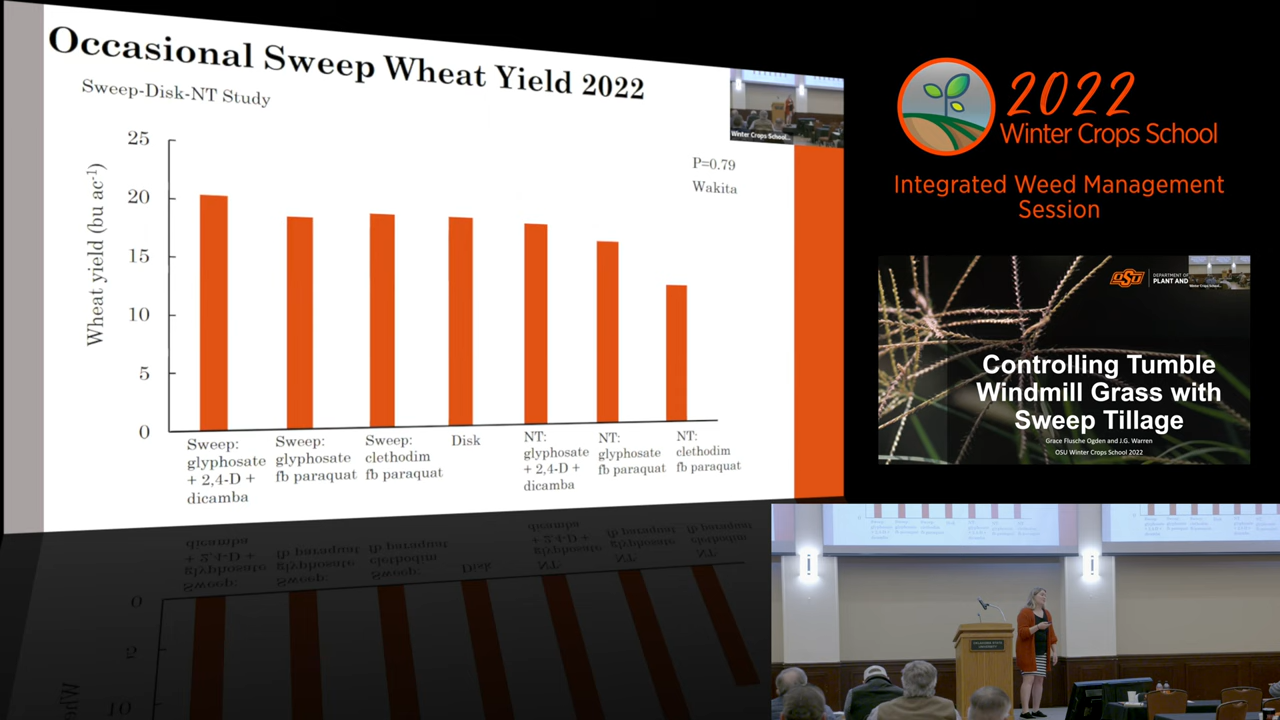 Occasional Sweep Wheat Yield 2022
Sweep-Disk-NT Study
Winter Crops School...
P=0.79
Wakita
Wheat yield (bu ac-1)
25
20
15
10
5
0
Sweep:
glyphosate
+ 2,4-D +
dicamba
Sweep:
glyphosate
fb paraquat
Sweep:
clethodim
fb paraquat
Disk
NT:
glyphosate
+ 2,4-D +
dicamba
NT:
glyphosate
fb paraquat
NT:
clethodim
fb paraquat
2022
Winter Crops School
Integrated Weed Management
Session
OSU
DEPARTMENT OF
PLANT AND
Controlling Tumble
Windmill Grass with
Sweep Tillage
Grace Flusche Ogden and J.G. Warren
OSU Winter Crops School 2022